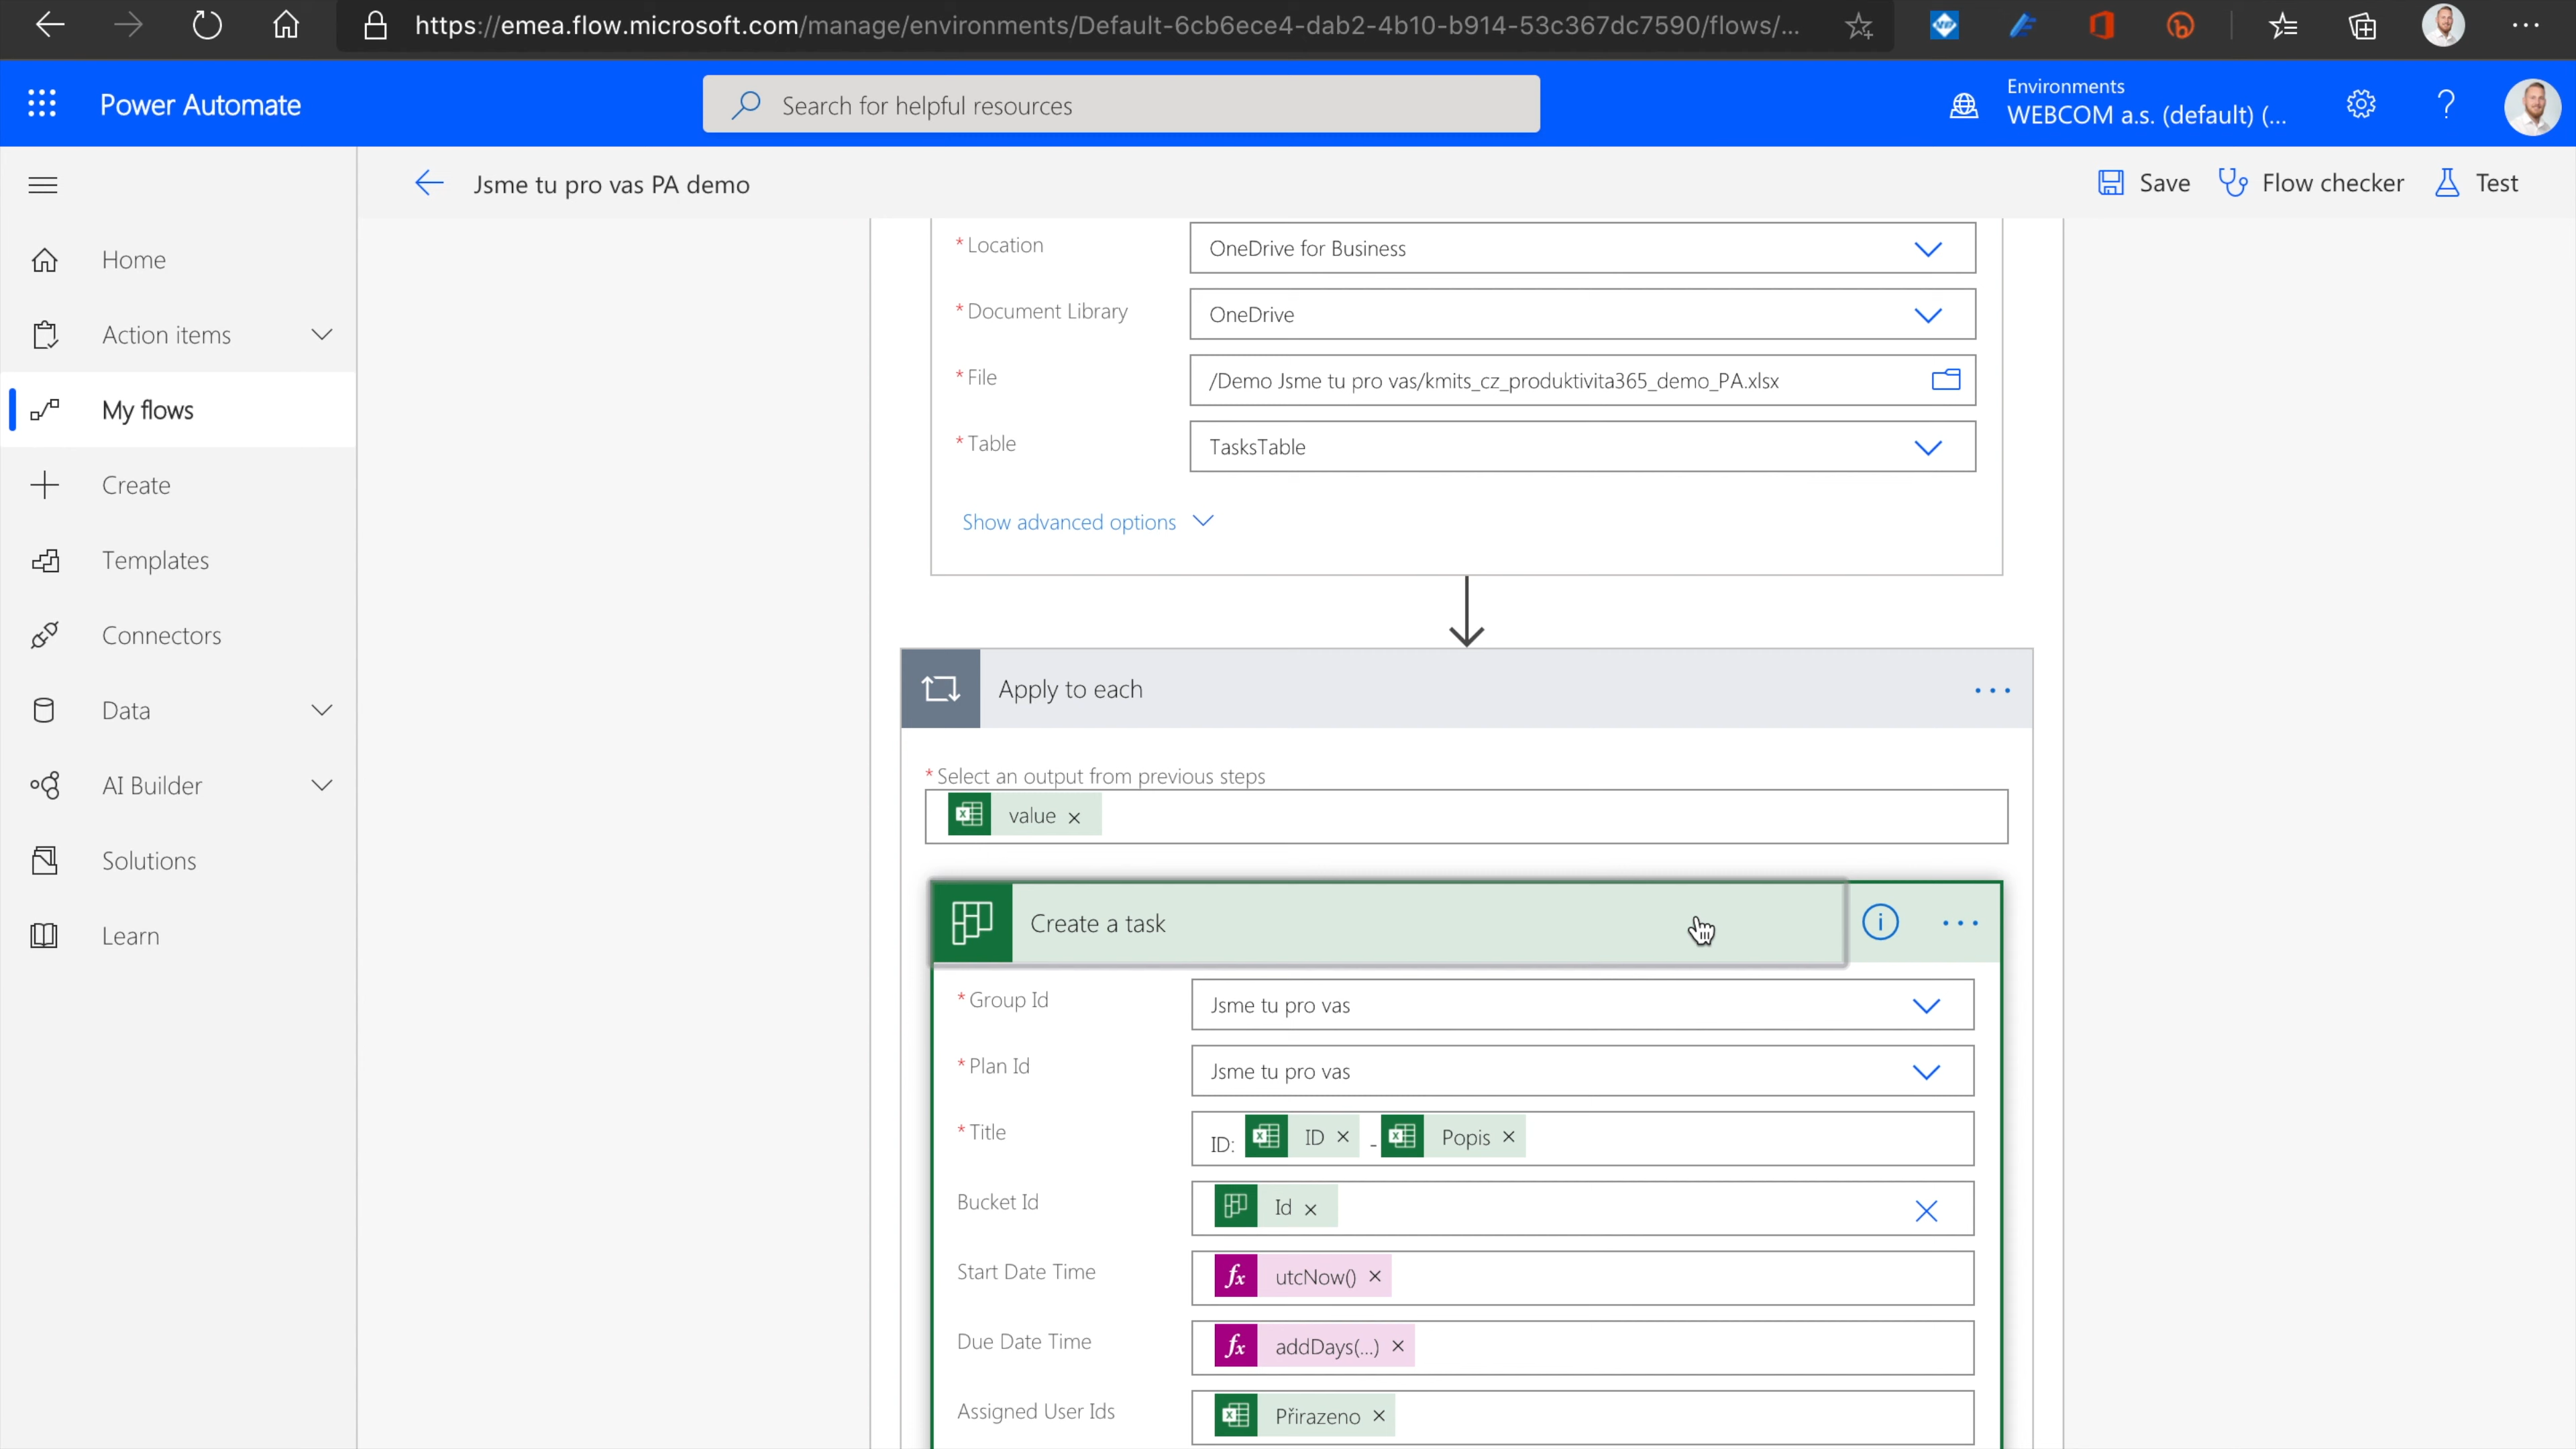 https://emea.flow.microsoft.com/manage/environments/Default-6cb6ece4-dab2-4b10-b914-53c367dc7590/flows/...
Power Automate
Search for helpful resources
Environments
WEBCOM a.s. (default) (...
?
Jsme tu pro vas PA demo
Save
Flow checker
Test
Home
Action items
My flows
Create
Templates
Connectors
Data
AI Builder
Solutions
Learn
* Location
OneDrive for Business
* Document Library
OneDrive
* File
/Demo Jsme tu pro vas/kmits_cz_produktivita365_demo_PA.xlsx
* Table
TasksTable
Show advanced options
Apply to each
* Select an output from previous steps
value
Create a task
* Group Id
Jsme tu pro vas
* Plan Id
Jsme tu pro vas
* Title
ID: ID - Popis
Bucket Id
Id
Start Date Time
fx utcNow()
Due Date Time
fx addDays(...)
Assigned User Ids
Přirazeno